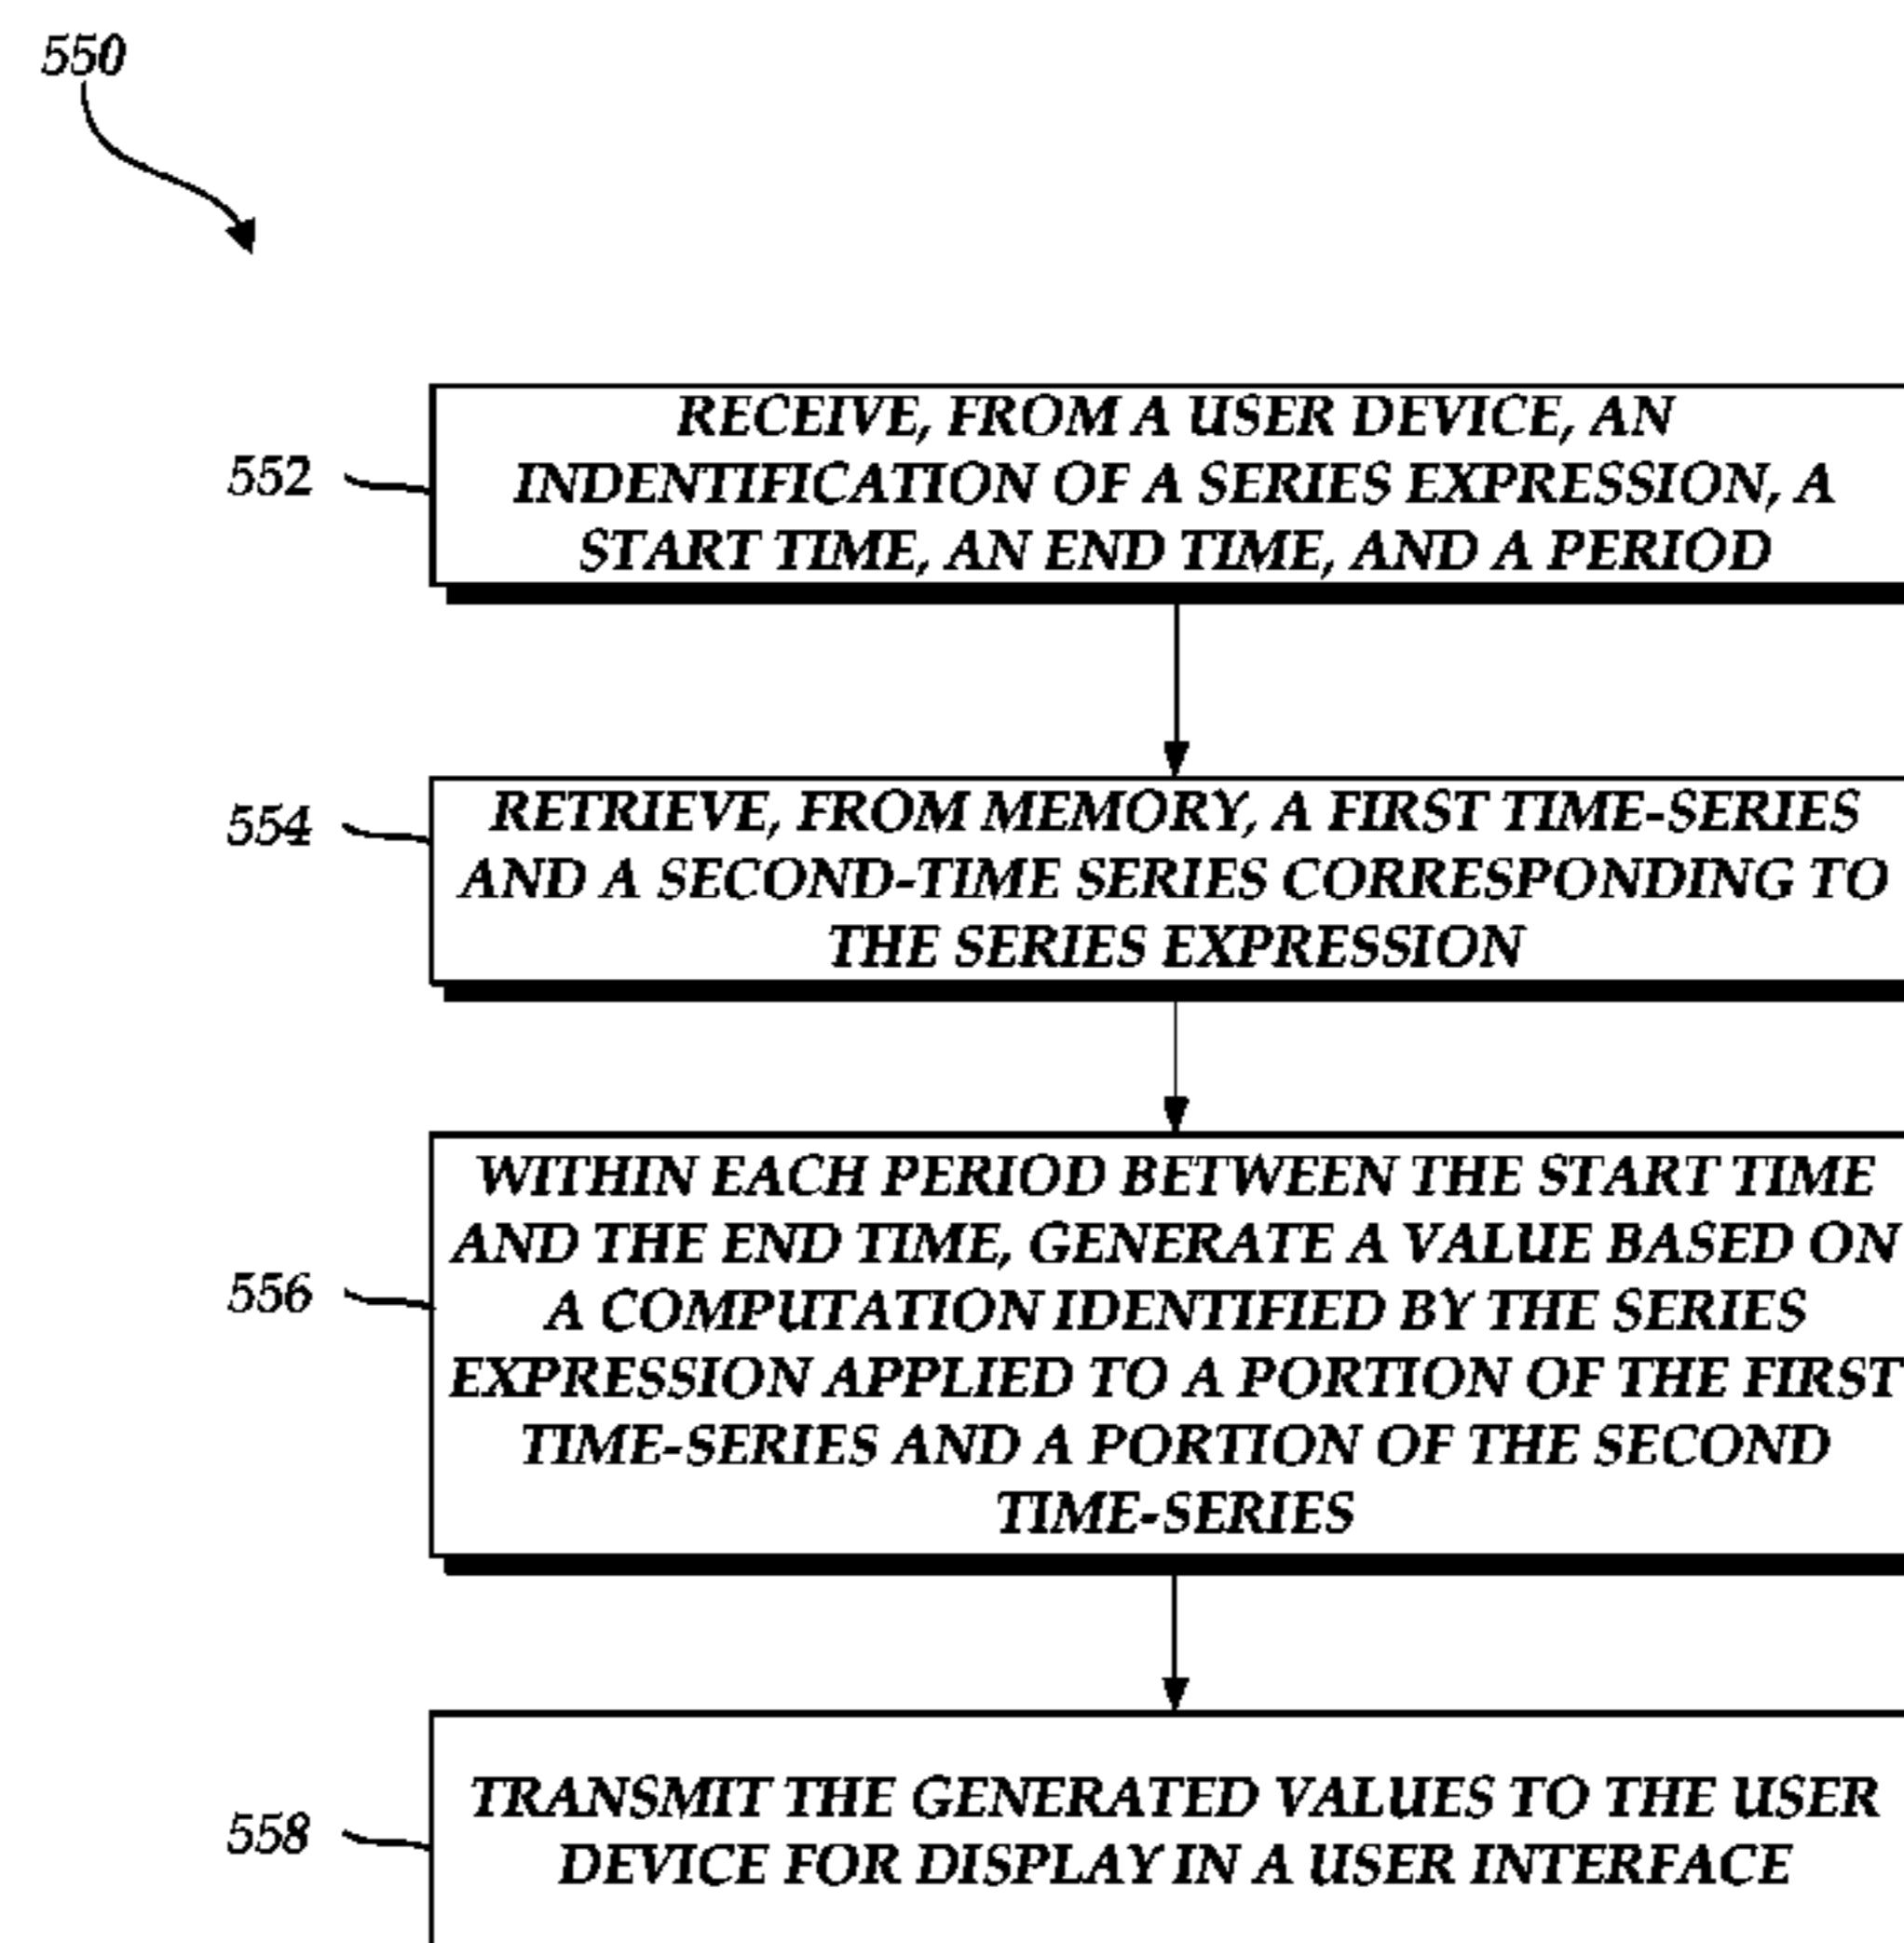 550
552
RECEIVE, FROM A USER DEVICE, AN
INDENTIFICATION OF A SERIES EXPRESSION, A
START TIME, AN END TIME, AND A PERIOD
554
RETRIEVE, FROM MEMORY, A FIRST TIME-SERIES
AND A SECOND-TIME SERIES CORRESPONDING TO
THE SERIES EXPRESSION
556
WITHIN EACH PERIOD BETWEEN THE START TIME
AND THE END TIME, GENERATE A VALUE BASED ON
A COMPUTATION IDENTIFIED BY THE SERIES
EXPRESSION APPLIED TO A PORTION OF THE FIRST
TIME-SERIES AND A PORTION OF THE SECOND
TIME-SERIES
558
TRANSMIT THE GENERATED VALUES TO THE USER
DEVICE FOR DISPLAY IN A USER INTERFACE